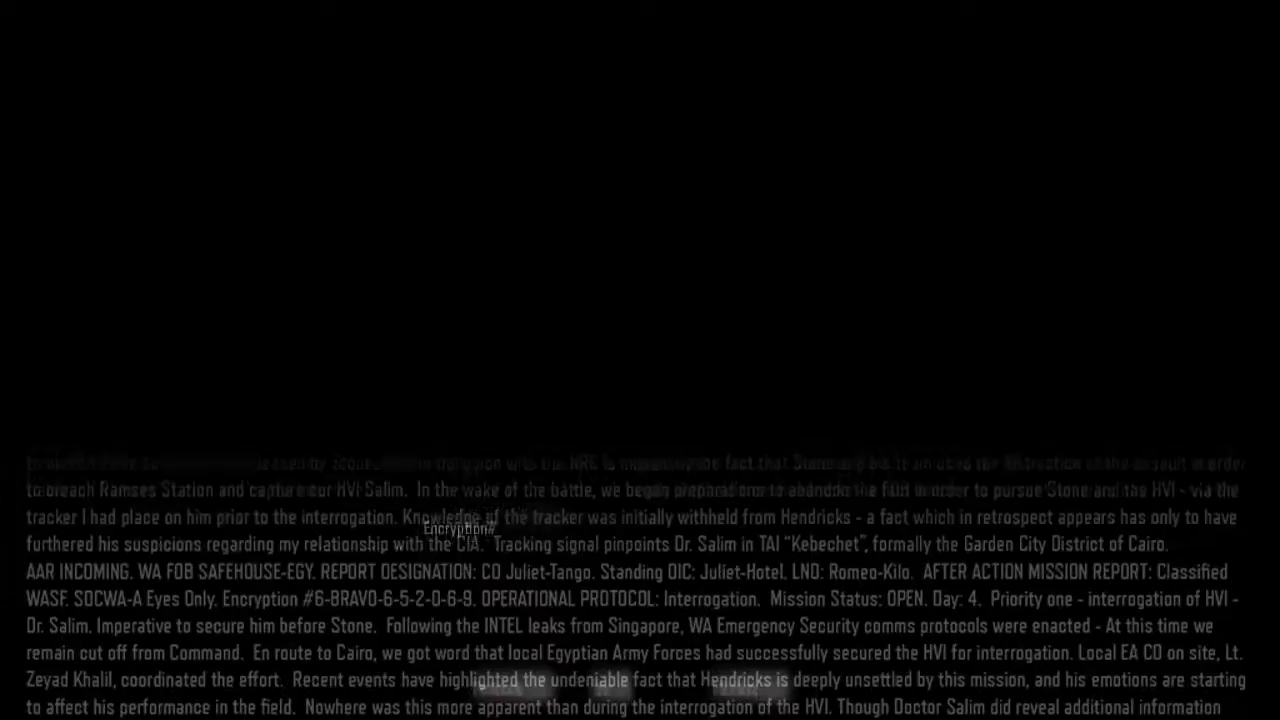 fact that
to breach Ramses Station and capture our HVI Salim. In the wake of the battle, we began preparations to abandon the FOB in order to pursue Stone and the HVI - via the
tracker I had place on him prior to the interrogation. Knowledge of the tracker was initially withheld from Hendricks - a fact which in retrospect appears has only to have
Encryption#
furthered his suspicions regarding my relationship with the CIA. Tracking signal pinpoints Dr. Salim in TAI “Kebechet”, formally the Garden City District of Cairo.
AAR INCOMING. WA FOB SAFEHOUSE-EGY. REPORT DESIGNATION: CO Juliet-Tango. Standing OIC: Juliet-Hotel. LNO: Romeo-Kilo. AFTER ACTION MISSION REPORT: Classified
WASF. SOCWA-A Eyes Only. Encryption #6-BRAVO-6-5-2-0-6-9. OPERATIONAL PROTOCOL: Interrogation. Mission Status: OPEN. Day: 4. Priority one - interrogation of HVI -
Dr. Salim. Imperative to secure him before Stone. Following the INTEL leaks from Singapore, WA Emergency Security comms protocols were enacted - At this time we
remain cut off from Command. En route to Cairo, we got word that local Egyptian Army Forces had successfully secured the HVI for interrogation. Local EA CO on site, Lt.
Zeyad Khalil, coordinated the effort. Recent events have highlighted the undeniable fact that Hendricks is deeply unsettled by this mission, and his emotions are starting
to affect his performance in the field. Nowhere was this more apparent than during the interrogation of the HVI. Though Doctor Salim did reveal additional information